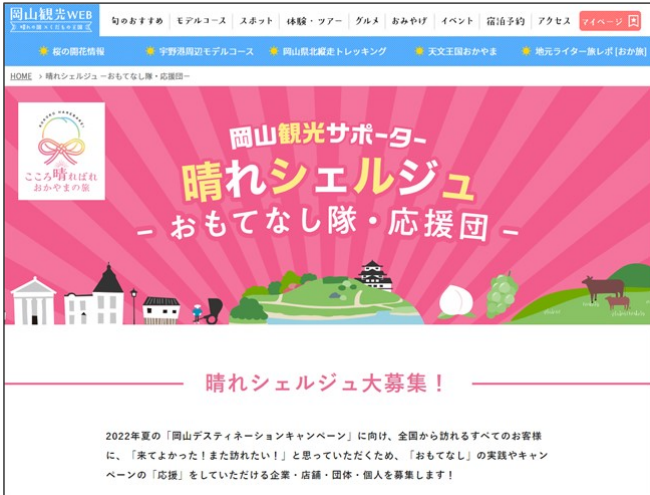 岡山観光WEB
晴れの国×くだもの王国
旬のおすすめ モデルコース スポット 体験・ツアー グルメ おみやげ イベント 宿泊予約 アクセス マイページ
桜の開花情報 宇野港周辺モデルコース 岡山県北縦走トレッキング 天文王国おかやま 地元ライター旅レポ[おか旅]
HOME › 晴れシェルジュ －おもてなし隊・応援団－
こころ晴ればれ
おかやまの旅
岡山観光サポーター
晴れシェルジュ
– おもてなし隊・応援団 –
晴れシェルジュ大募集！
2022年夏の「岡山デスティネーションキャンペーン」に向け、全国から訪れるすべてのお客様
に、「来てよかった！また訪れたい！」と思っていただくため、「おもてなし」の実践やキャン
ペーンの「応援」をしていただける企業・店舗・団体・個人を募集します！